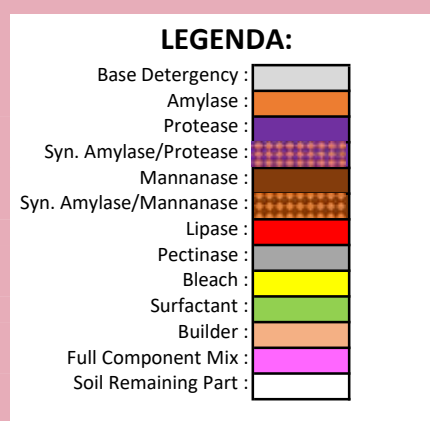 LEGENDA:
Base Detergency :
Amylase :
Protease :
Syn. Amylase/Protease :
Mannanase :
Syn. Amylase/Mannanase :
Lipase :
Pectinase :
Bleach :
Surfactant :
Builder :
Full Component Mix :
Soil Remaining Part :